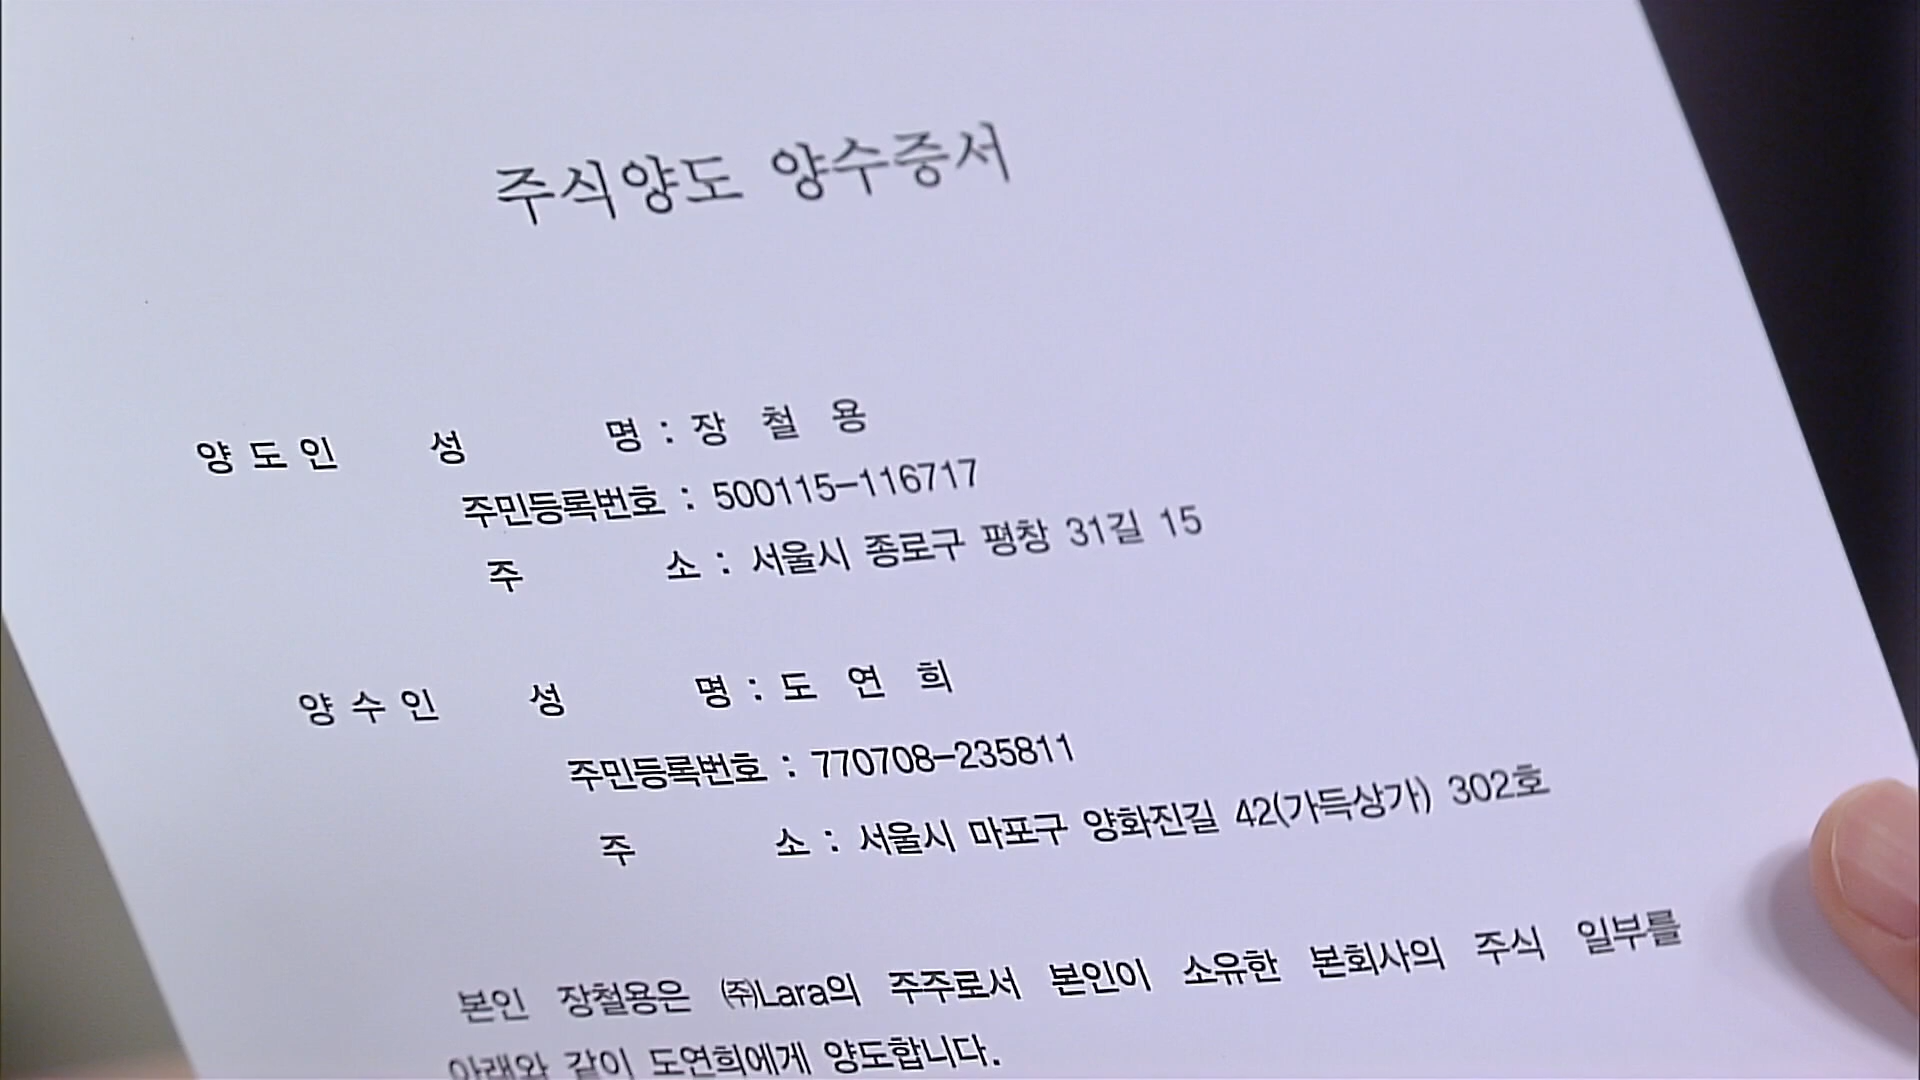 주식양도 양수증서
양 도 인 성 명 : 장 철 용
주민등록번호 : 500115-116717
주 소 : 서울시 종로구 평창 31길 15
양 수 인 성 명 : 도 연 희
주민등록번호 : 770708-235811
주 소 : 서울시 마포구 양화진길 42(가득상가) 302호
본인 장철용은 ㈜Lara의 주주로서 본인이 소유한 본회사의 주식 일부를
아래와 같이 도연희에게 양도합니다.